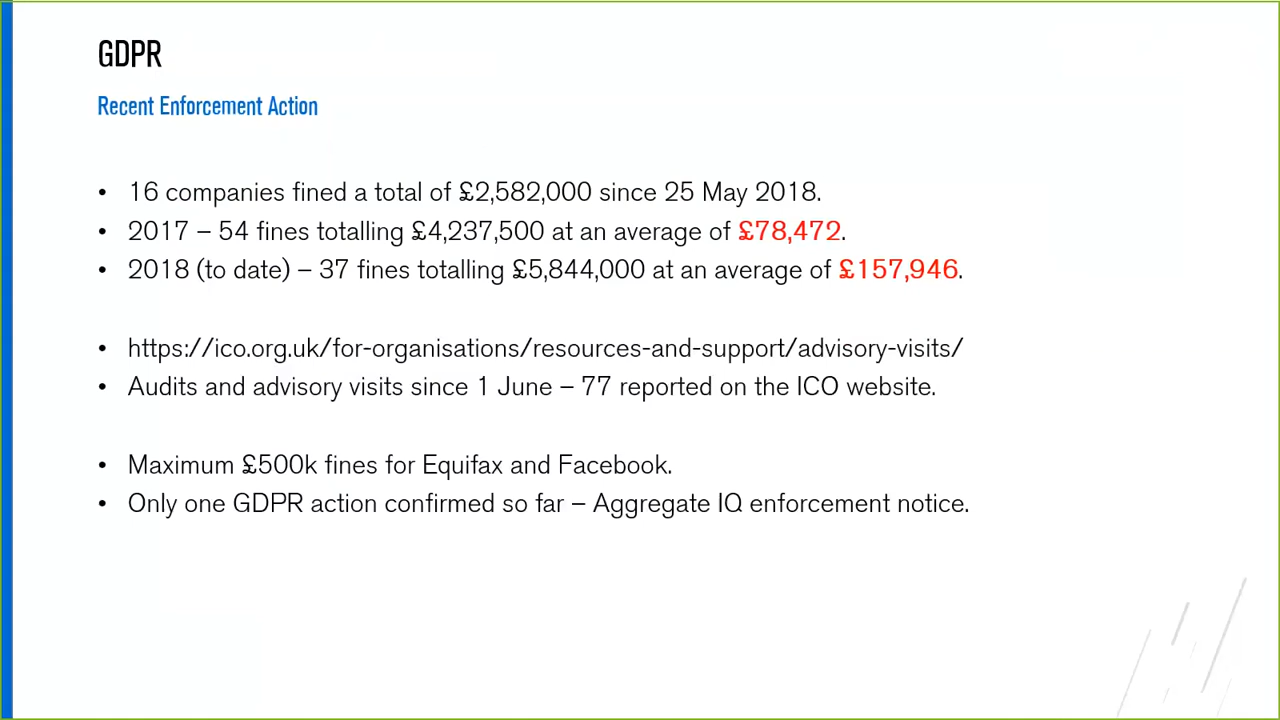 GDPR
Recent Enforcement Action
• 16 companies fined a total of £2,582,000 since 25 May 2018.
• 2017 – 54 fines totalling £4,237,500 at an average of £78,472.
• 2018 (to date) – 37 fines totalling £5,844,000 at an average of £157,946.
• https://ico.org.uk/for-organisations/resources-and-support/advisory-visits/
• Audits and advisory visits since 1 June – 77 reported on the ICO website.
• Maximum £500k fines for Equifax and Facebook.
• Only one GDPR action confirmed so far – Aggregate IQ enforcement notice.